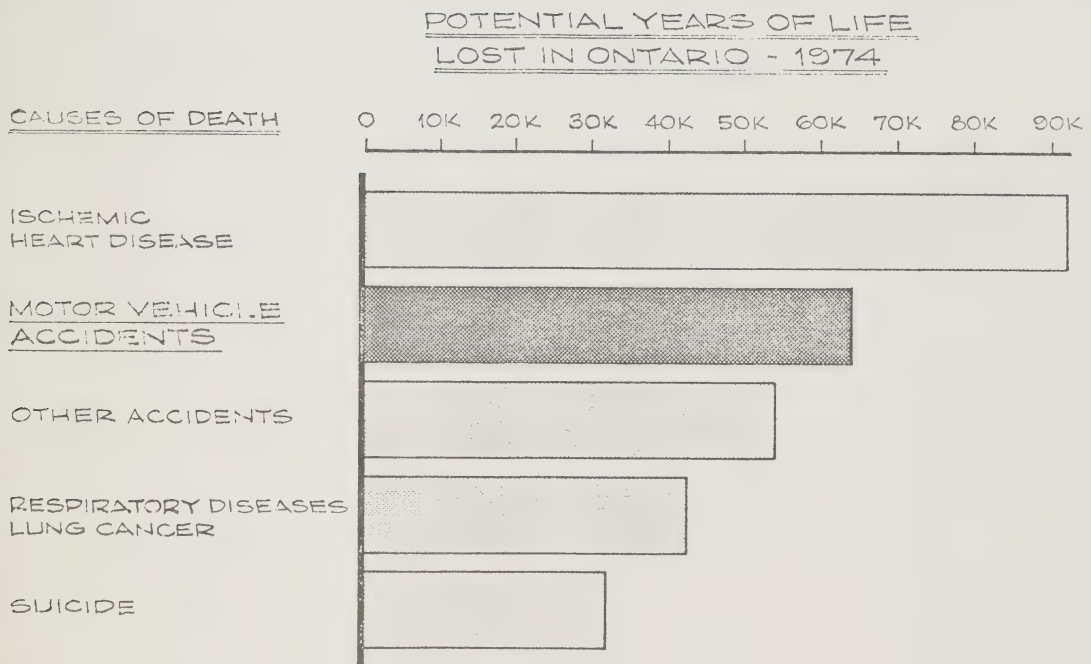 POTENTIAL YEARS OF LIFE
LOST IN ONTARIO - 1974
CAUSES OF DEATH
0 10K 20K 30K 40K 50K 60K 70K 80K 90K
ISCHEMIC
HEART DISEASE
MOTOR VEHICLE
ACCIDENTS
OTHER ACCIDENTS
RESPIRATORY DISEASES
LUNG CANCER
SUICIDE